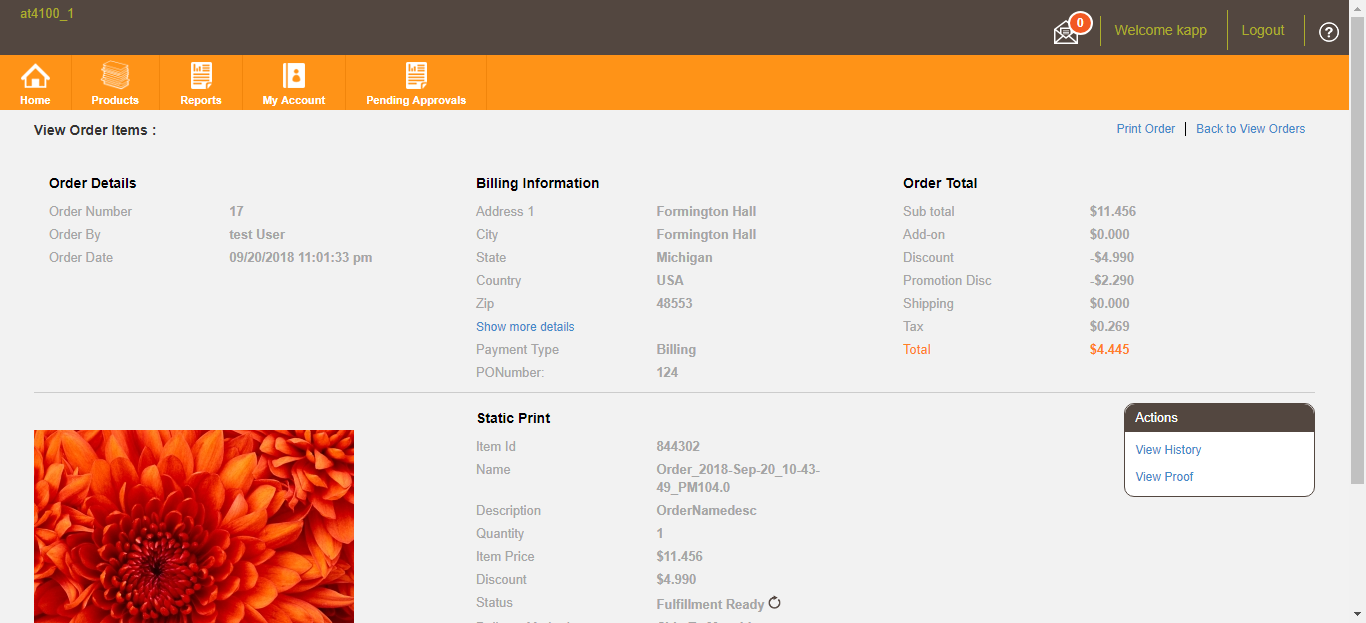 at4100_1
0
Welcome kapp
Logout
?
Home
Products
Reports
My Account
Pending Approvals
View Order Items :
Print Order
Back to View Orders
Order Details
Order Number 17
Order By test User
Order Date 09/20/2018 11:01:33 pm
Billing Information
Address 1 Formington Hall
City Formington Hall
State Michigan
Country USA
Zip 48553
Show more details
Payment Type Billing
PONumber: 124
Order Total
Sub total $11.456
Add-on $0.000
Discount -$4.990
Promotion Disc -$2.290
Shipping $0.000
Tax $0.269
Total $4.445
Static Print
Item Id 844302
Name Order_2018-Sep-20_10-43-
49_PM104.0
Description OrderNamedesc
Quantity 1
Item Price $11.456
Discount $4.990
Status Fulfillment Ready
Actions
View History
View Proof